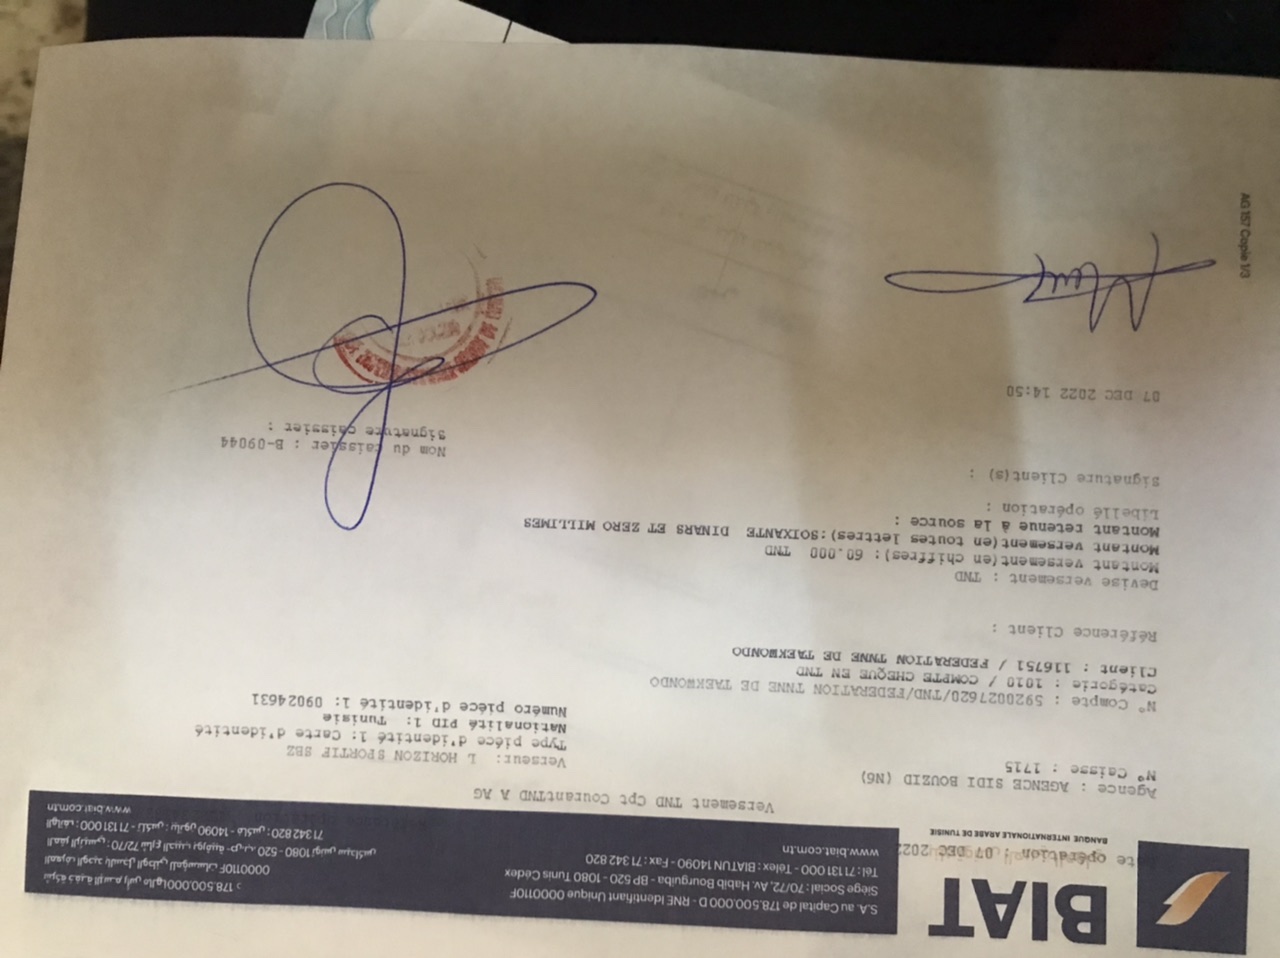 BIAT
BANQUE INTERNATIONALE ARABE DE TUNISIE
S.A. au Capital de 178.500.000 D - RNE Identifiant Unique 0000110F
Siège Social : 70/72, Av. Habib Bourguiba - BP 520 - 1080 Tunis Cédex
Tél : 71 131 000 - Télex : BIATUN 14090 - Fax : 71 342 820
www.biat.com.tn
www.biat.com.tn
opération : 07 DEC 2022
Versement TND Cpt CourantTND A AG
Agence : AGENCE SIDI BOUZID (N6)
N° Caisse : 1715
Verseur: L HORIZON SPORTIF SBZ
Type pièce d'identité 1: Carte d'identité
Nationalité PID 1: Tunisie
Numéro pièce d'identité 1: 09024631
N° Compte : 5920027620/TND/FEDERATION TNNE DE TAEKWONDO
Catégorie : 1010 / COMPTE CHEQUE EN TND
Client : 116751 / FEDERATION TNNE DE TAEKWONDO
Référence Client :
Devise versement : TND
Montant versement(en chiffres): 60.000 TND
Montant versement(en toutes lettres):SOIXANTE DINARS ET ZERO MILLIMES
Montant retenue à la source :
Libellé opération :
Signature Client(s) :
Nom du caissier : B-09044
Signature caissier :
07 DEC 2022 14:50
AG 157 Copie 1/3